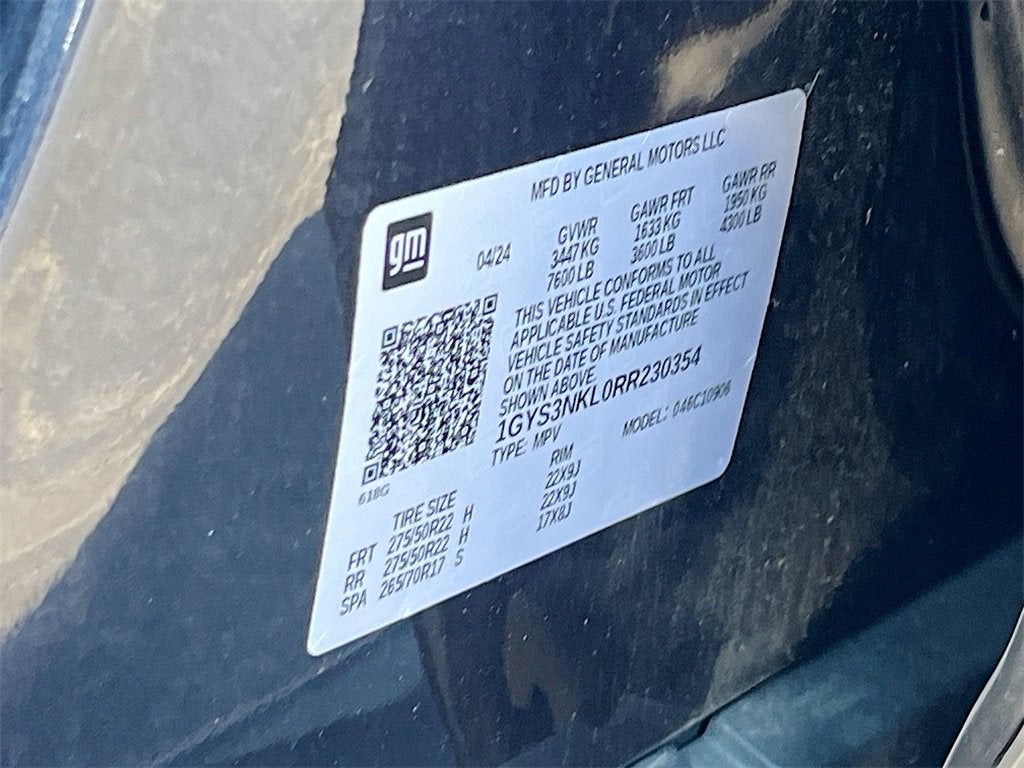 MFD BY GENERAL MOTORS LLC
gm
04/24 GVWR GAWR FRT GAWR RR
3447 KG 1633 KG 1950 KG
7600 LB 3600 LB 4300 LB
THIS VEHICLE CONFORMS TO ALL
APPLICABLE U.S. FEDERAL MOTOR
VEHICLE SAFETY STANDARDS IN EFFECT
ON THE DATE OF MANUFACTURE
SHOWN ABOVE
1GYS3NKL0RR230354
TYPE: MPV MODEL: 046C10906
618G
TIRE SIZE RIM
FRT 275/50R22 H 22X9J
RR 275/50R22 H 22X9J
SPA 265/70R17 S 17X8J